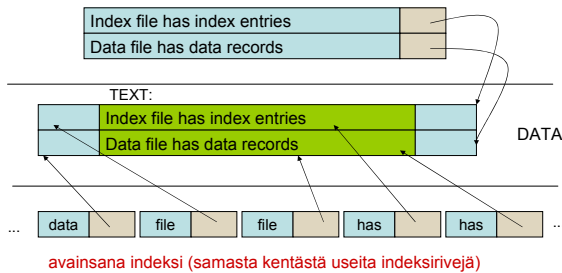 Index file has index entries
Data file has data records
TEXT:
Index file has index entries
Data file has data records
DATA
... data file file has has ..
avainsana indeksi (samasta kentästä useita indeksirivejä)